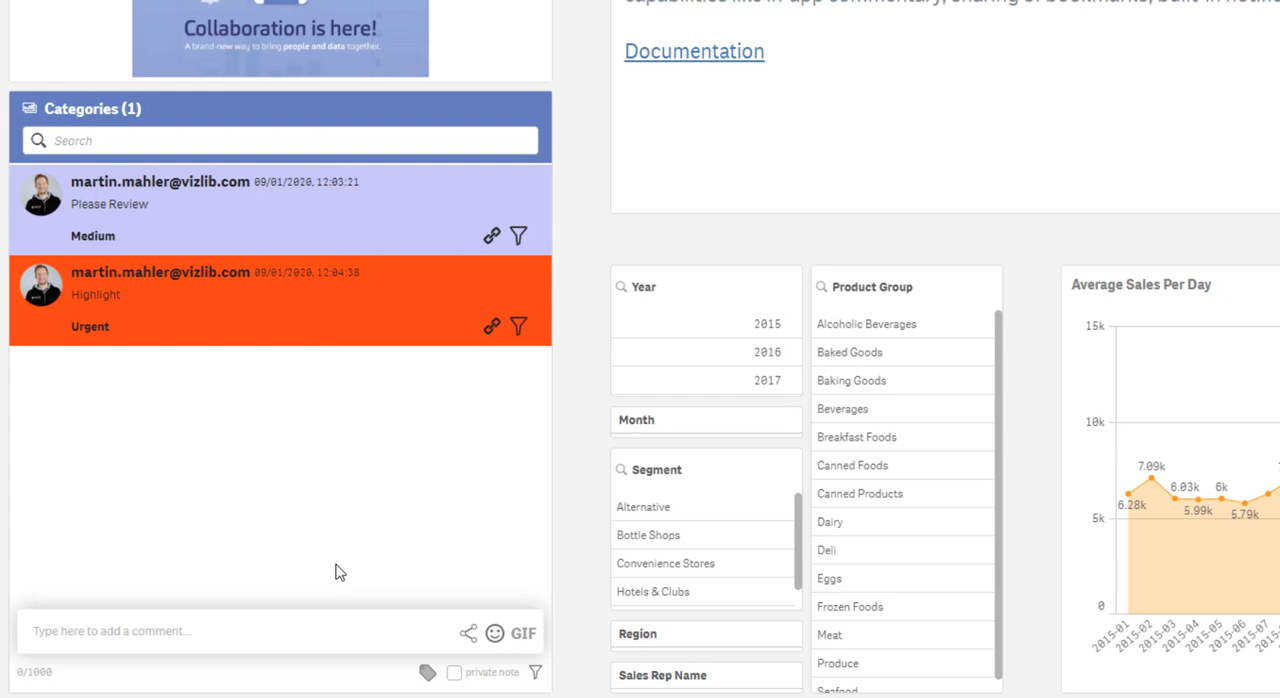 Collaboration is here!
A brand-new way to bring people and data together.
Categories (1)
Search
martin.mahler@vizlib.com 09/01/2020, 12:03:21
Please Review
Medium
martin.mahler@vizlib.com 09/01/2020, 12:04:38
Highlight
Urgent
Type here to add a comment...
GIF
0/1000
private note
Documentation
Year
2015
2016
2017
Month
Segment
Alternative
Bottle Shops
Convenience Stores
Hotels & Clubs
Region
Sales Rep Name
Product Group
Alcoholic Beverages
Baked Goods
Baking Goods
Beverages
Breakfast Foods
Canned Foods
Canned Products
Dairy
Deli
Eggs
Frozen Foods
Meat
Produce
Seafood
Average Sales Per Day
15k
10k
5k
0
7.09k
6.28k
6.03k
5.99k
6k
5.79k
2015-01
2015-02
2015-03
2015-04
2015-05
2015-06
2015-07